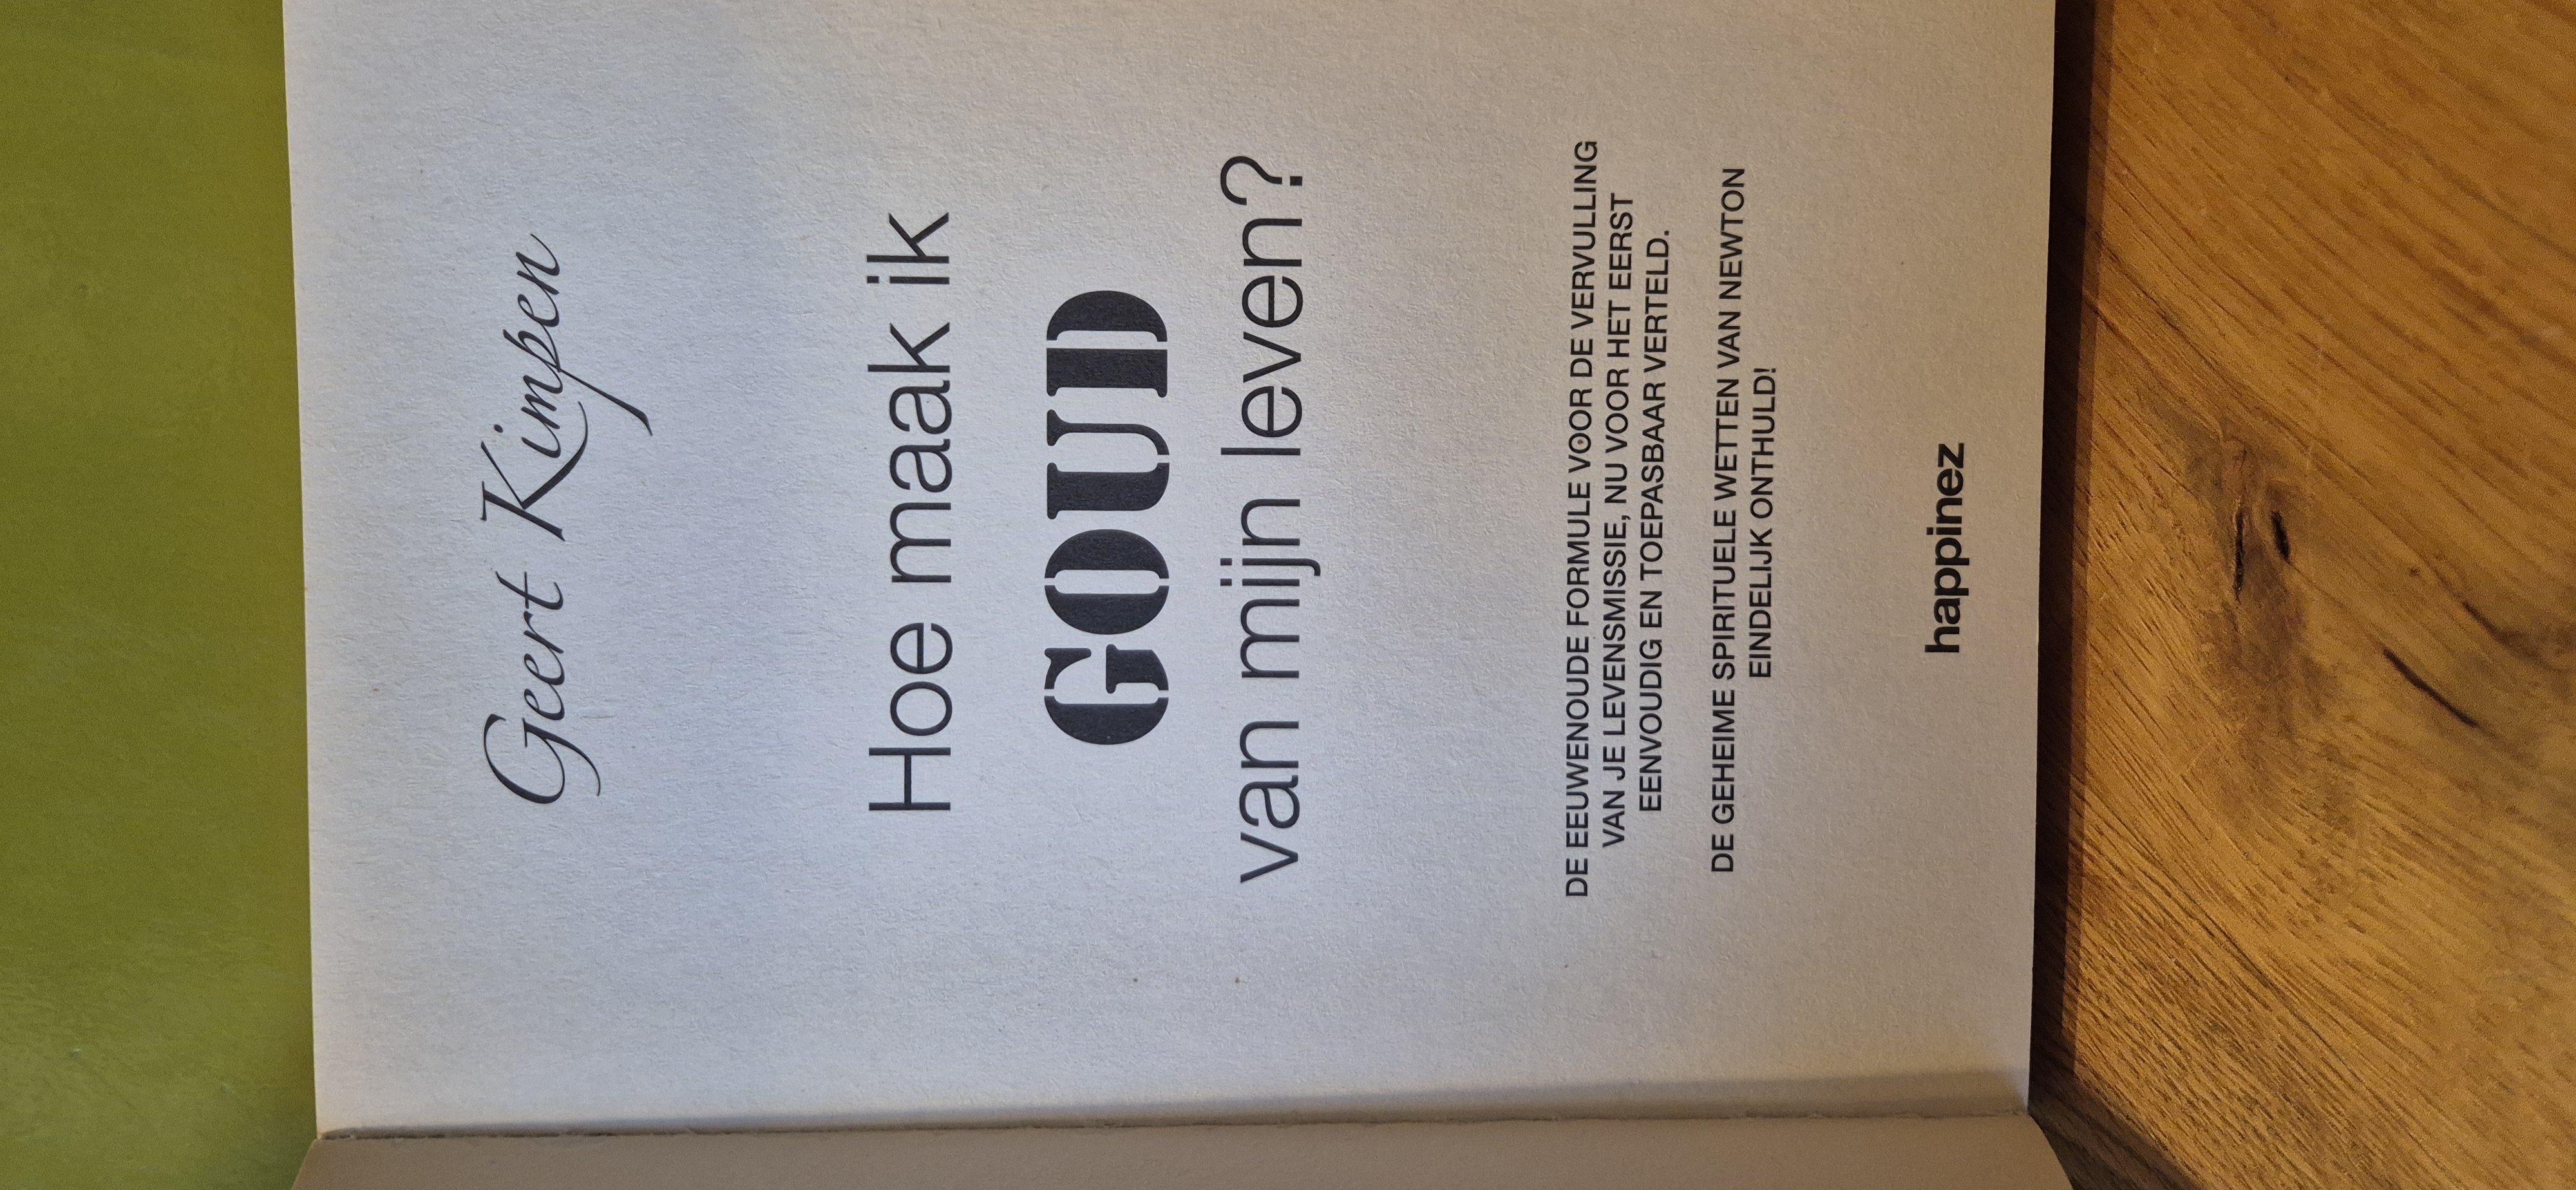 Geert Kimpen
Hoe maak ik
GOUD
van mijn leven?
DE EEUWENOUDE FORMULE VOOR DE VERVULLING
VAN JE LEVENSMISSIE, NU VOOR HET EERST
EENVOUDIG EN TOEPASBAAR VERTELD.
DE GEHEIME SPIRITUELE WETTEN VAN NEWTON
EINDELIJK ONTHULD!
happinez